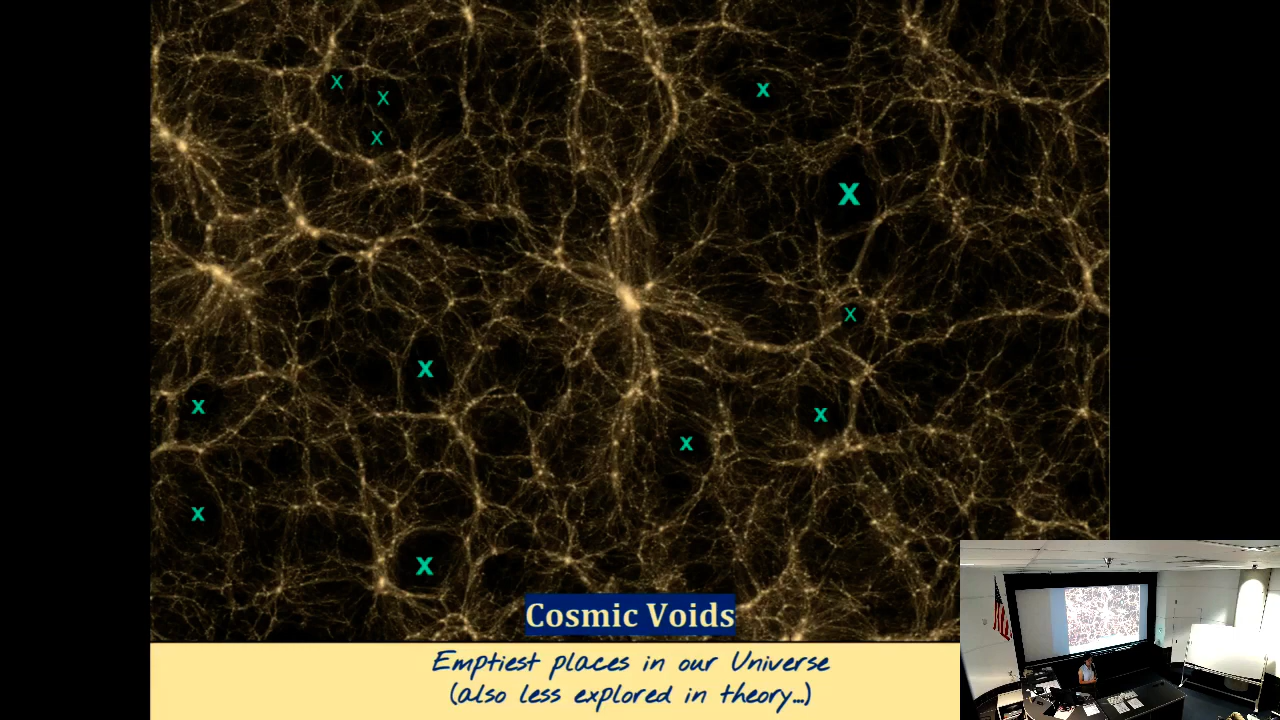 x
x
x
x
x
x
x
x
x
x
x
x
Cosmic Voids
Emptiest places in our Universe
(also less explored in theory...)